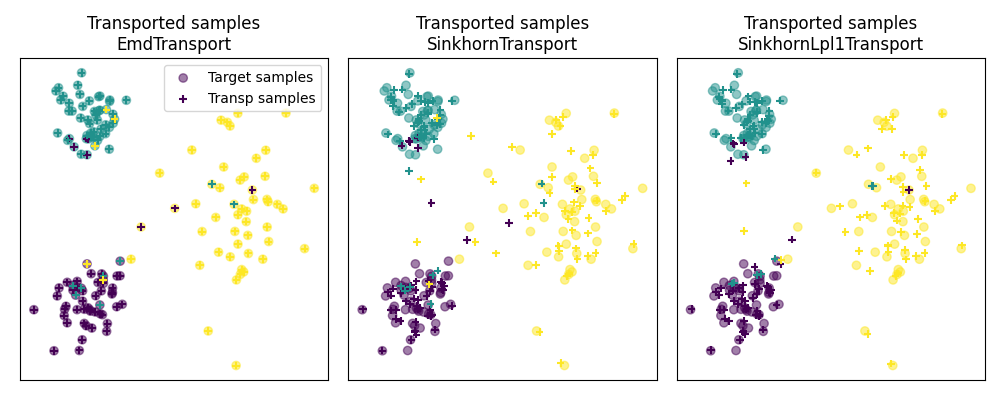 Transported samples
EmdTransport
Target samples
Transp samples
Transported samples
SinkhornTransport
Transported samples
SinkhornLpl1Transport